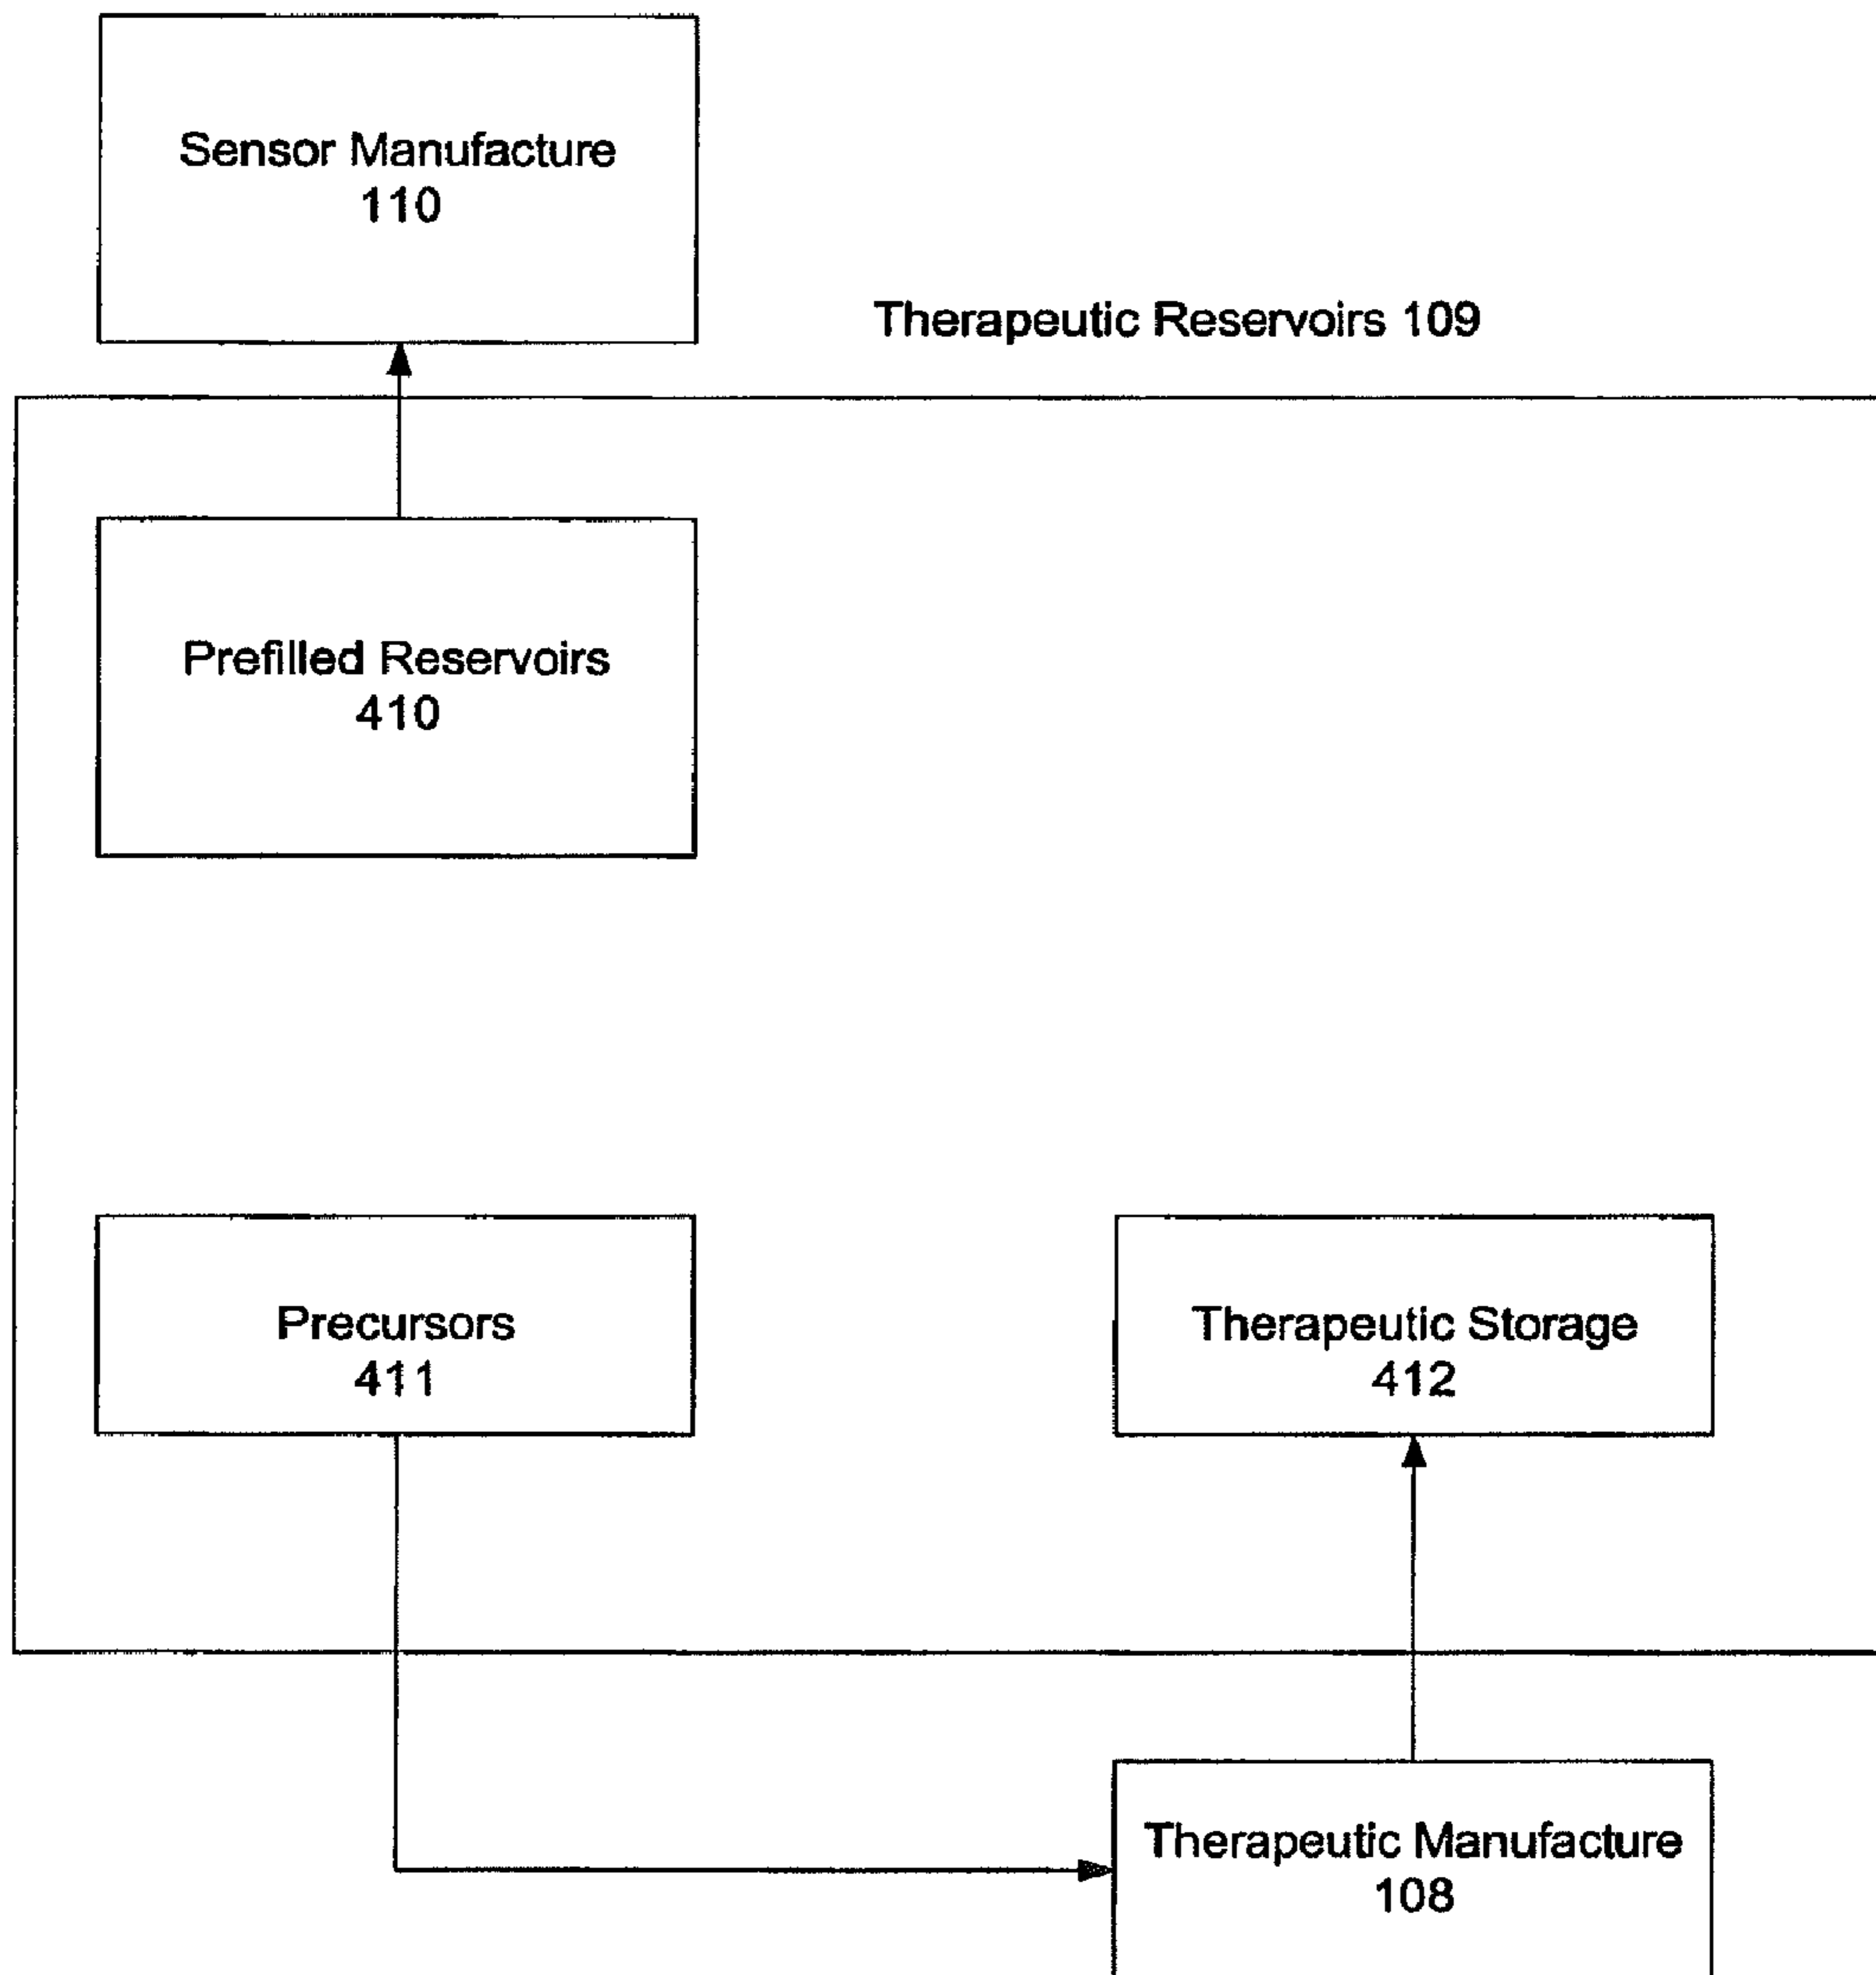 Sensor Manufacture
110
Therapeutic Reservoirs 109
Prefilled Reservoirs
410
Precursors
411
Therapeutic Storage
412
Therapeutic Manufacture
108